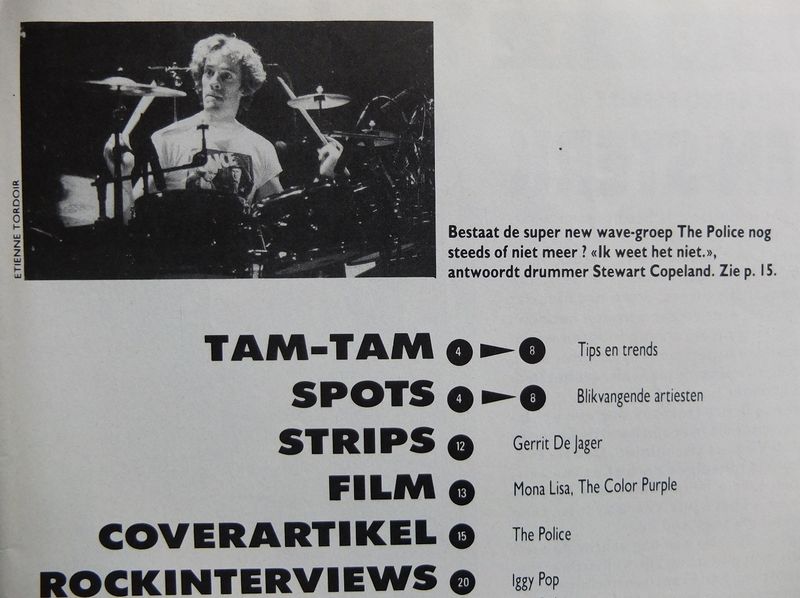 ETIENNE TORDOIR
Bestaat de super new wave-groep The Police nog
steeds of niet meer ? «Ik weet het niet.»,
antwoordt drummer Stewart Copeland. Zie p. 15.
TAM-TAM 4 8 Tips en trends
SPOTS 4 8 Blikvangende artiesten
STRIPS 12 Gerrit De Jager
FILM 13 Mona Lisa, The Color Purple
COVERARTIKEL 15 The Police
ROCKINTERVIEWS 20 Iggy Pop